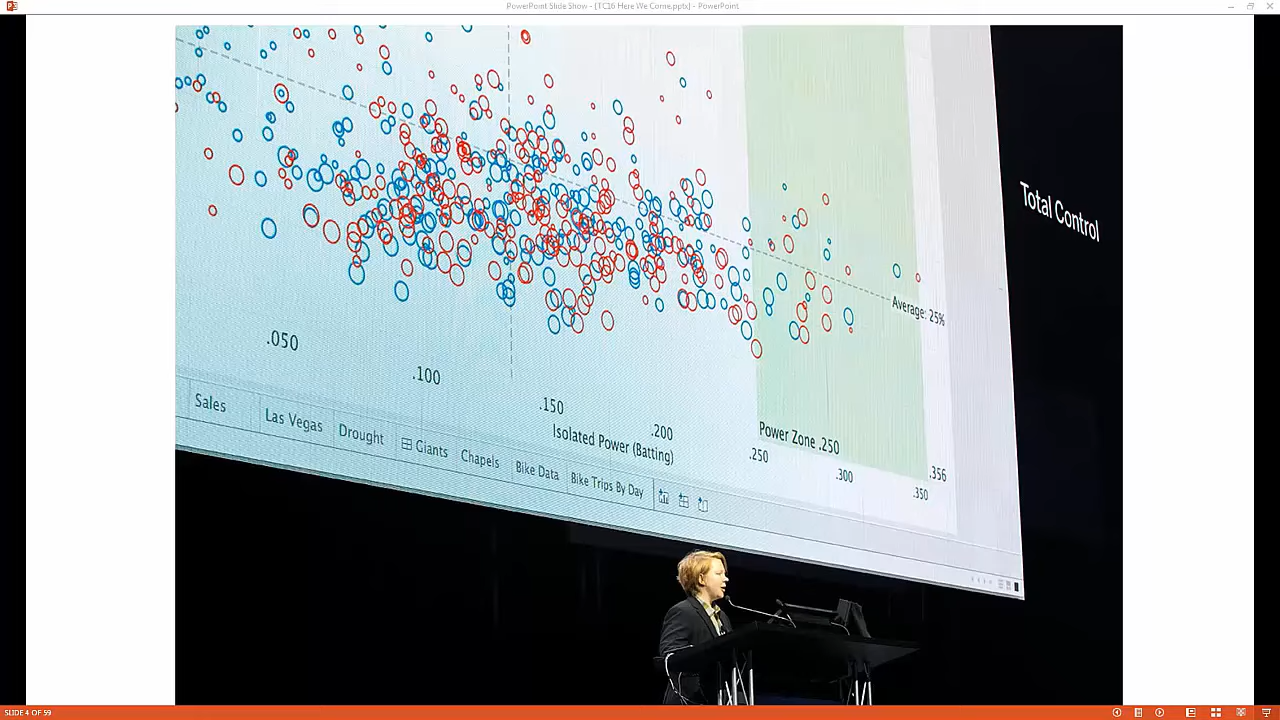 PowerPoint Slide Show - [TC16 Here We Come.pptx] - PowerPoint
Total Control
Average: 25%
.050
.100
.150
.200
.250
.300
.350
.356
Power Zone .250
Isolated Power (Batting)
Sales
Las Vegas
Drought
Giants
Chapels
Bike Data
Bike Trips By Day
SLIDE 4 OF 59